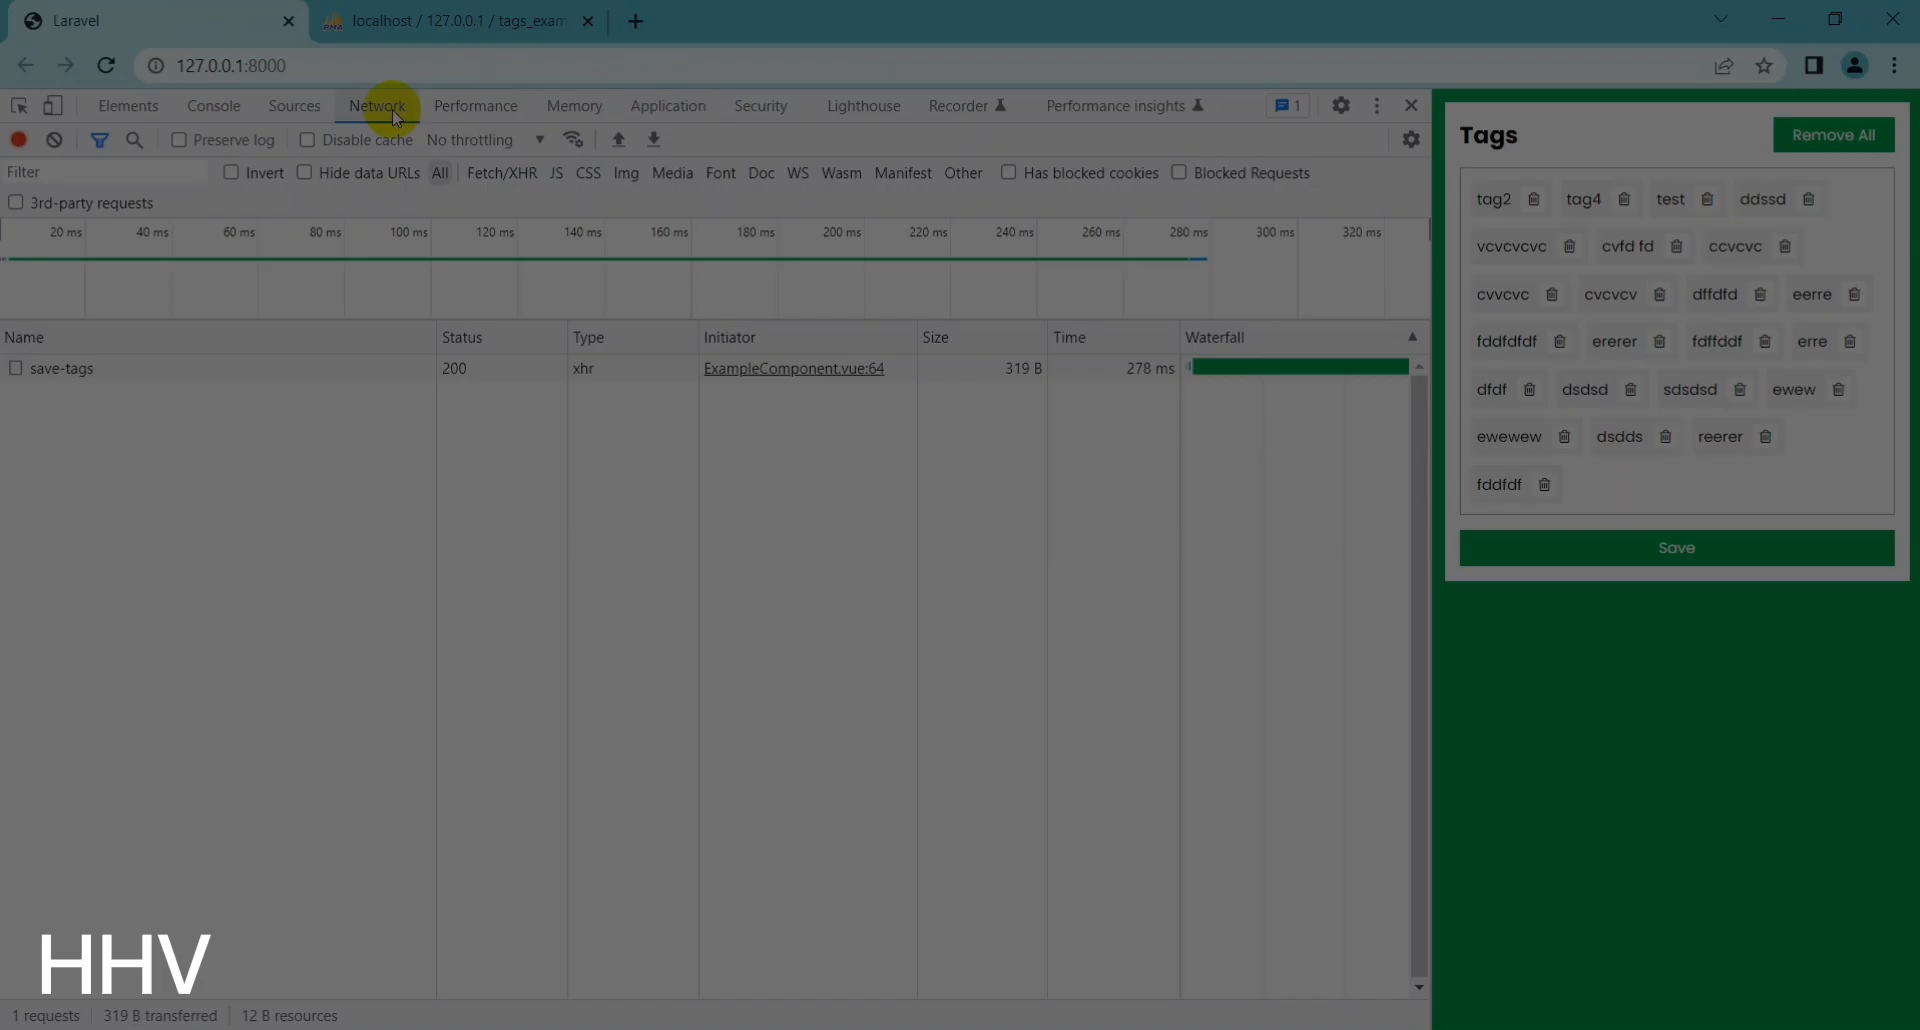 Laravel
localhost / 127.0.0.1 / tags_exam
127.0.0.1:8000
Elements Console Sources Network Performance Memory Application Security Lighthouse Recorder Performance insights 1
Preserve log Disable cache No throttling
Filter Invert Hide data URLs All Fetch/XHR JS CSS Img Media Font Doc WS Wasm Manifest Other Has blocked cookies Blocked Requests
3rd-party requests
20 ms 40 ms 60 ms 80 ms 100 ms 120 ms 140 ms 160 ms 180 ms 200 ms 220 ms 240 ms 260 ms 280 ms 300 ms 320 ms
Name Status Type Initiator Size Time Waterfall
save-tags 200 xhr ExampleComponent.vue:64 319 B 278 ms
HHV
1 requests 319 B transferred 12 B resources
Tags Remove All
tag2 tag4 test ddssd
vcvcvcvc cvfd fd ccvcvc
cvvcvc cvcvcv dffdfd eerre
fddfdfdf ererer fdffddf erre
dfdf dsdsd sdsdsd ewew
ewewew dsdds reerer
fddfdf
Save